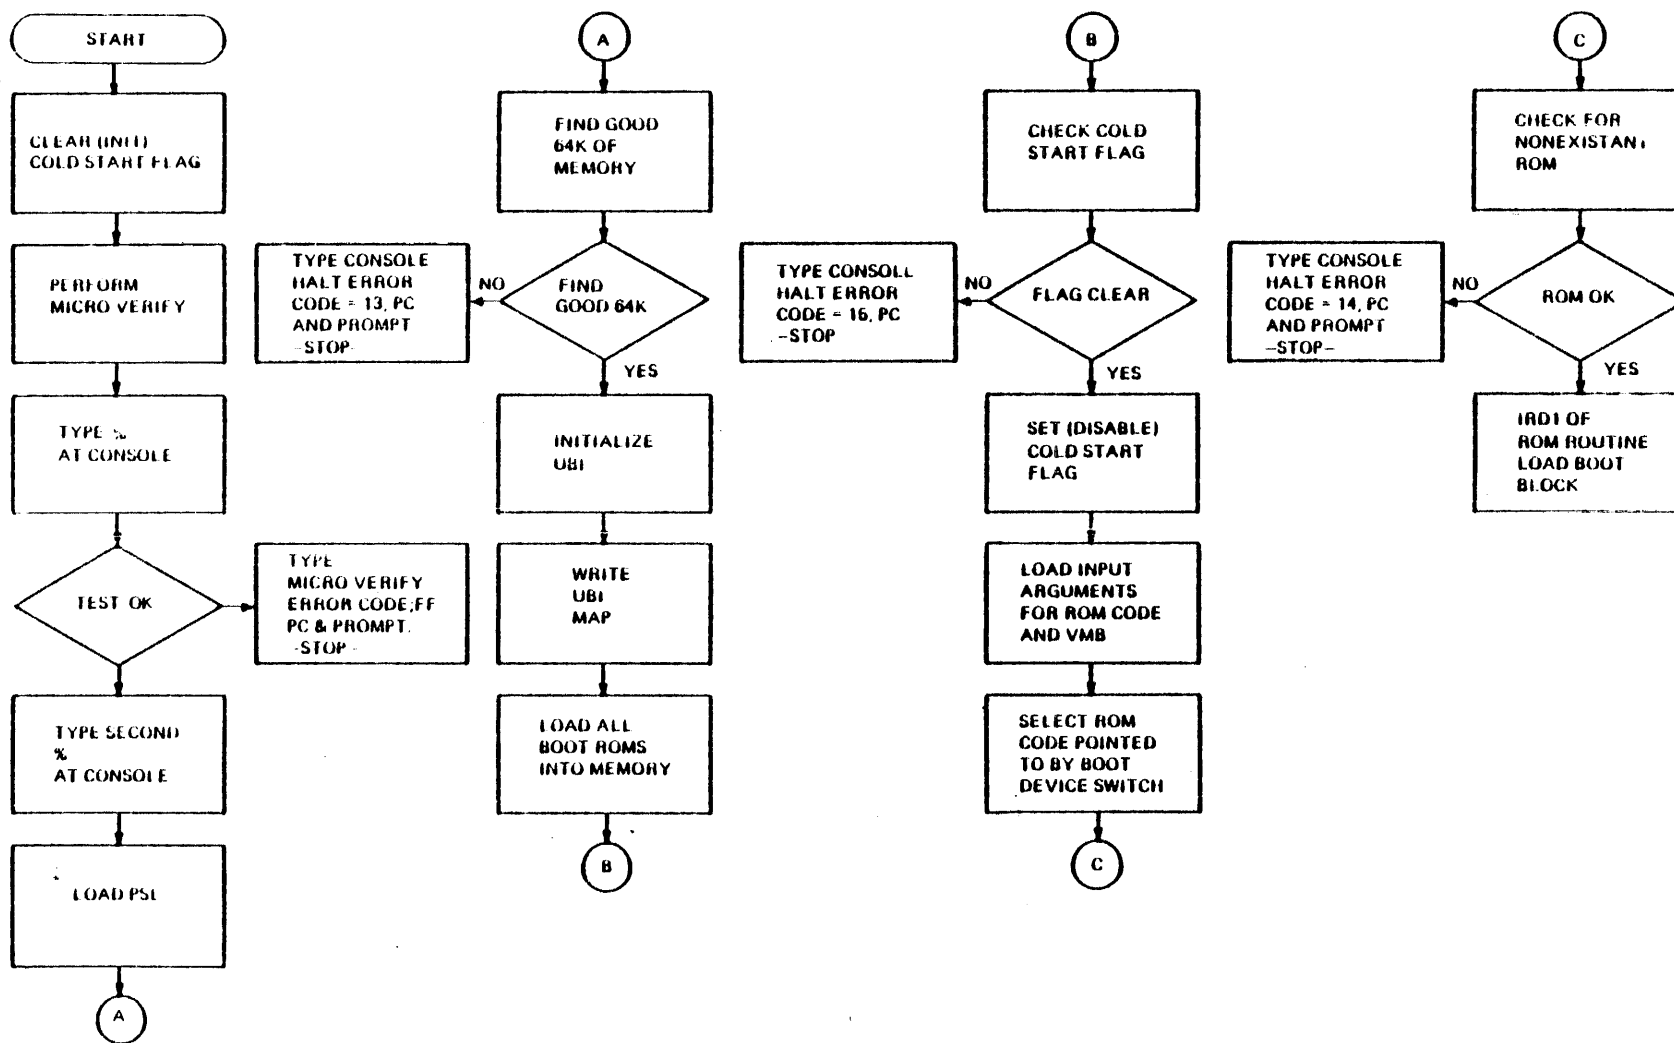 START
CLEAR (INIT)
COLD START FLAG
PERFORM
MICRO VERIFY
TYPE %
AT CONSOLE
TEST OK
TYPE
MICRO VERIFY
ERROR CODE;FF
PC & PROMPT.
-STOP-
TYPE SECOND
%
AT CONSOLE
LOAD PSL
A
A
FIND GOOD
64K OF
MEMORY
FIND
GOOD 64K
NO
TYPE CONSOLE
HALT ERROR
CODE = 13, PC
AND PROMPT
-STOP-
YES
INITIALIZE
UBI
WRITE
UBI
MAP
LOAD ALL
BOOT ROMS
INTO MEMORY
B
B
CHECK COLD
START FLAG
FLAG CLEAR
NO
TYPE CONSOLE
HALT ERROR
CODE = 16, PC
-STOP
YES
SET (DISABLE)
COLD START
FLAG
LOAD INPUT
ARGUMENTS
FOR ROM CODE
AND VMB
SELECT ROM
CODE POINTED
TO BY BOOT
DEVICE SWITCH
C
C
CHECK FOR
NONEXISTANT
ROM
ROM OK
NO
TYPE CONSOLE
HALT ERROR
CODE = 14, PC
AND PROMPT
-STOP-
YES
IRD1 OF
ROM ROUTINE
LOAD BOOT
BLOCK